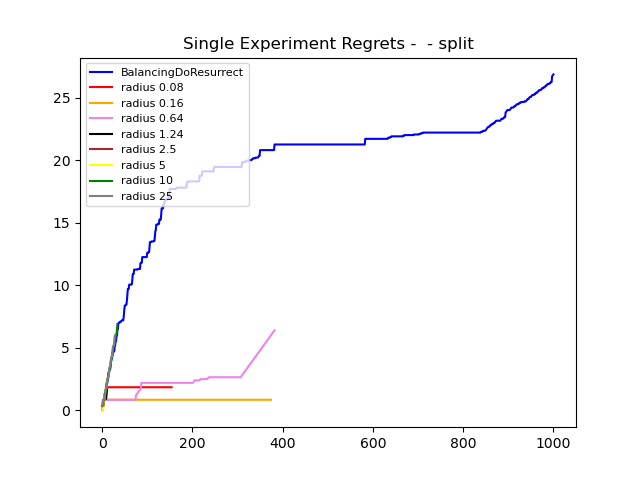 Single Experiment Regrets -  - split
BalancingDoResurrect
radius 0.08
radius 0.16
radius 0.64
radius 1.24
radius 2.5
radius 5
radius 10
radius 25
25
20
15
10
5
0
0 200 400 600 800 1000